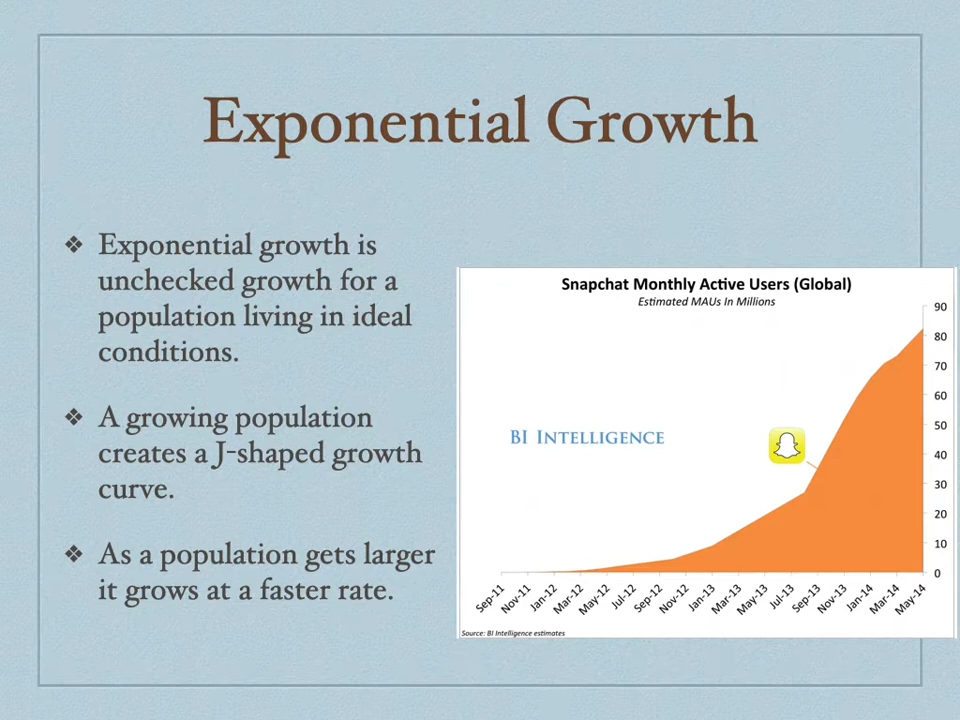 Exponential Growth
❖ Exponential growth is
unchecked growth for a
population living in ideal
conditions.
❖ A growing population
creates a J-shaped growth
curve.
❖ As a population gets larger
it grows at a faster rate.
Snapchat Monthly Active Users (Global)
Estimated MAUs In Millions
BI INTELLIGENCE
90
80
70
60
50
40
30
20
10
0
Sep-11
Nov-11
Jan-12
Mar-12
May-12
Jul-12
Sep-12
Nov-12
Jan-13
Mar-13
May-13
Jul-13
Sep-13
Nov-13
Jan-14
Mar-14
May-14
Source: BI Intelligence estimates